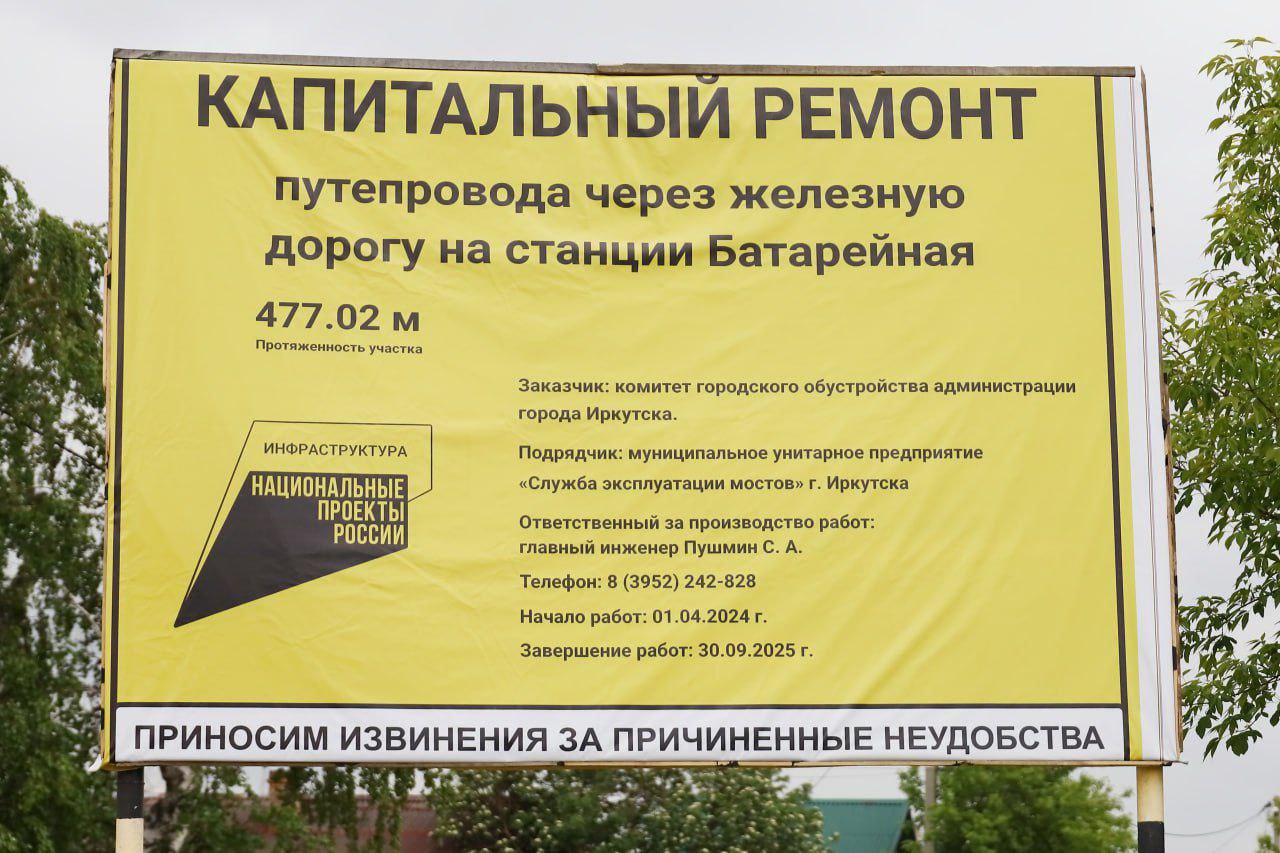 КАПИТАЛЬНЫЙ РЕМОНТ
путепровода через железную
дорогу на станции Батарейная
477.02 м
Протяженность участка
ИНФРАСТРУКТУРА
НАЦИОНАЛЬНЫЕ
ПРОЕКТЫ
РОССИИ
Заказчик: комитет городского обустройства администрации
города Иркутска.
Подрядчик: муниципальное унитарное предприятие
«Служба эксплуатации мостов» г. Иркутска
Ответственный за производство работ:
главный инженер Пушмин С. А.
Телефон: 8 (3952) 242-828
Начало работ: 01.04.2024 г.
Завершение работ: 30.09.2025 г.
ПРИНОСИМ ИЗВИНЕНИЯ ЗА ПРИЧИНЕННЫЕ НЕУДОБСТВА